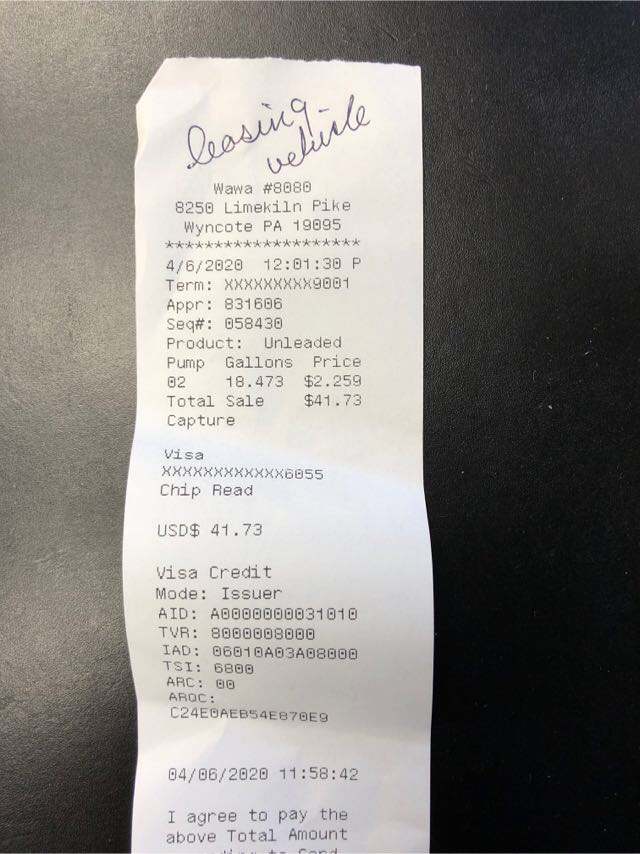 leasing
vehicle
Wawa #8080
8250 Limekiln Pike
Wyncote PA 19095
********************
4/6/2020 12:01:30 P
Term: XXXXXXXXX9001
Appr: 831606
Seq#: 058430
Product: Unleaded
Pump Gallons Price
02 18.473 $2.259
Total Sale $41.73
Capture
Visa
XXXXXXXXXXXX6055
Chip Read
USD$ 41.73
Visa Credit
Mode: Issuer
AID: A0000000031010
TVR: 8000008000
IAD: 06010A03A08000
TSI: 6800
ARC: 00
ARQC:
C24E0AEB54E870E9
04/06/2020 11:58:42
I agree to pay the
above Total Amount